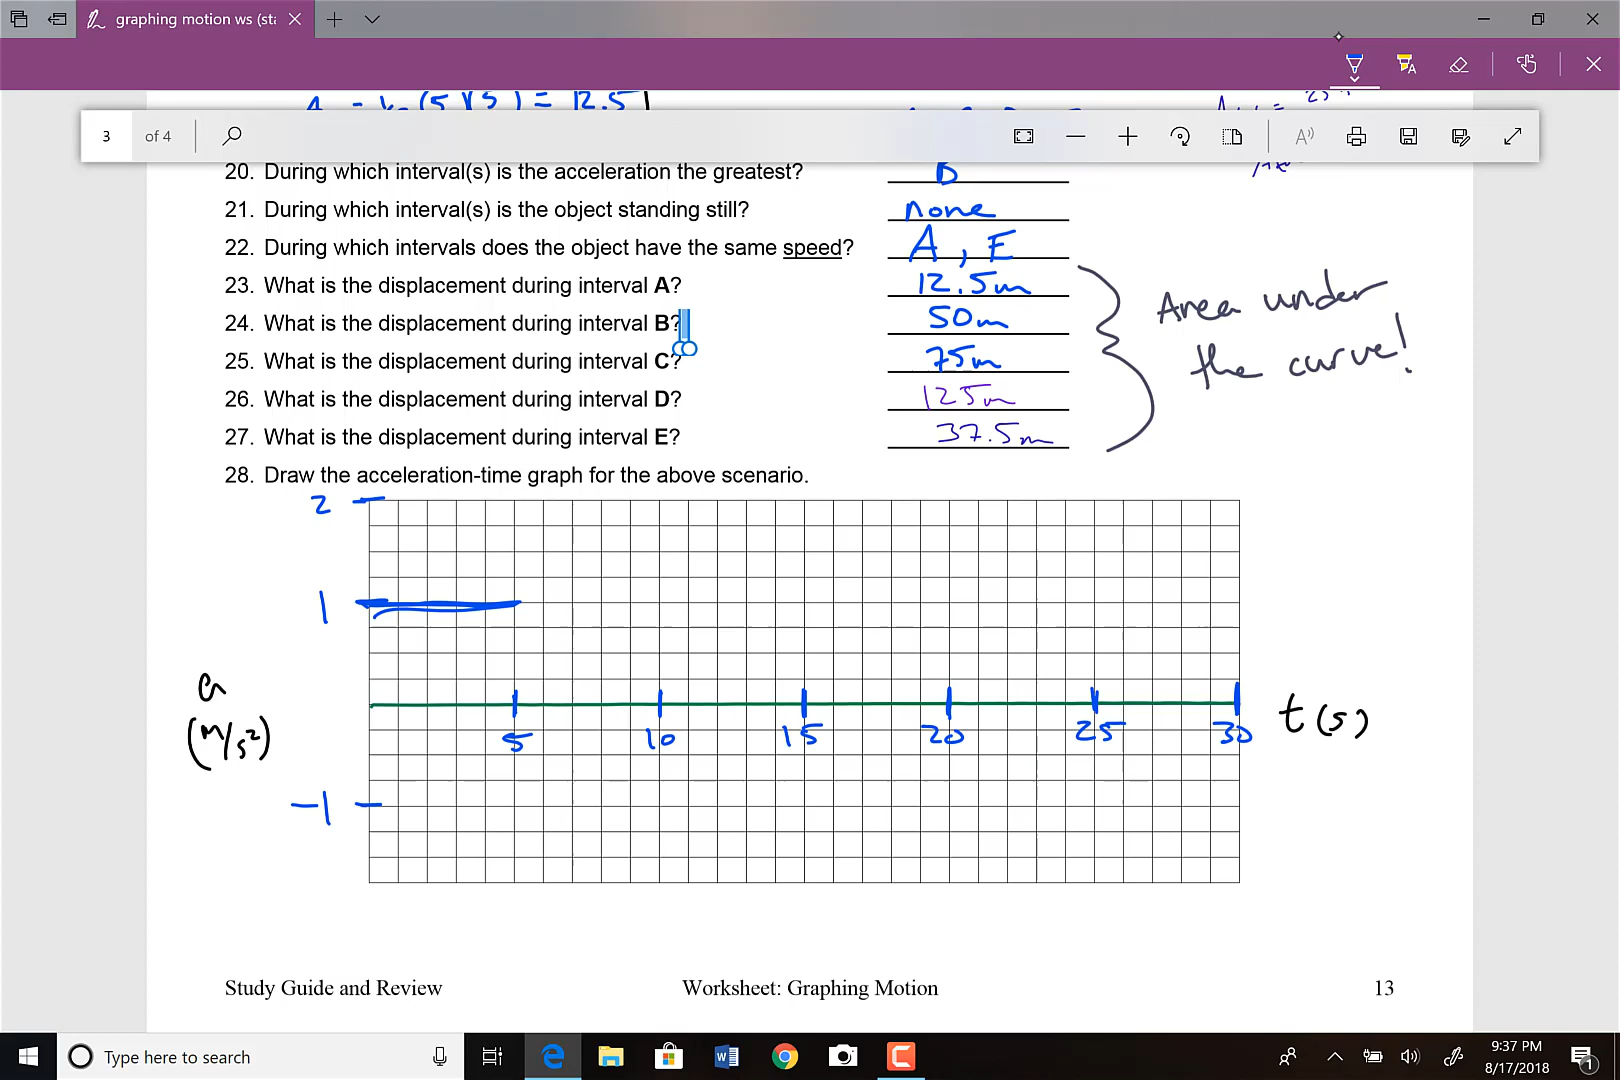 graphing motion ws (sta
= 12.5
3 of 4
20. During which interval(s) is the acceleration the greatest? D
21. During which interval(s) is the object standing still? none
22. During which intervals does the object have the same speed? A, E
23. What is the displacement during interval A? 12.5m
24. What is the displacement during interval B? 50m
25. What is the displacement during interval C? 75m
26. What is the displacement during interval D? 125m
27. What is the displacement during interval E? 37.5m
Area under
the curve!
28. Draw the acceleration-time graph for the above scenario.
2
1
a
(m/s²)
5 10 15 20 25 30 t(s)
-1
Study Guide and Review Worksheet: Graphing Motion 13
Type here to search
9:37 PM
8/17/2018
1